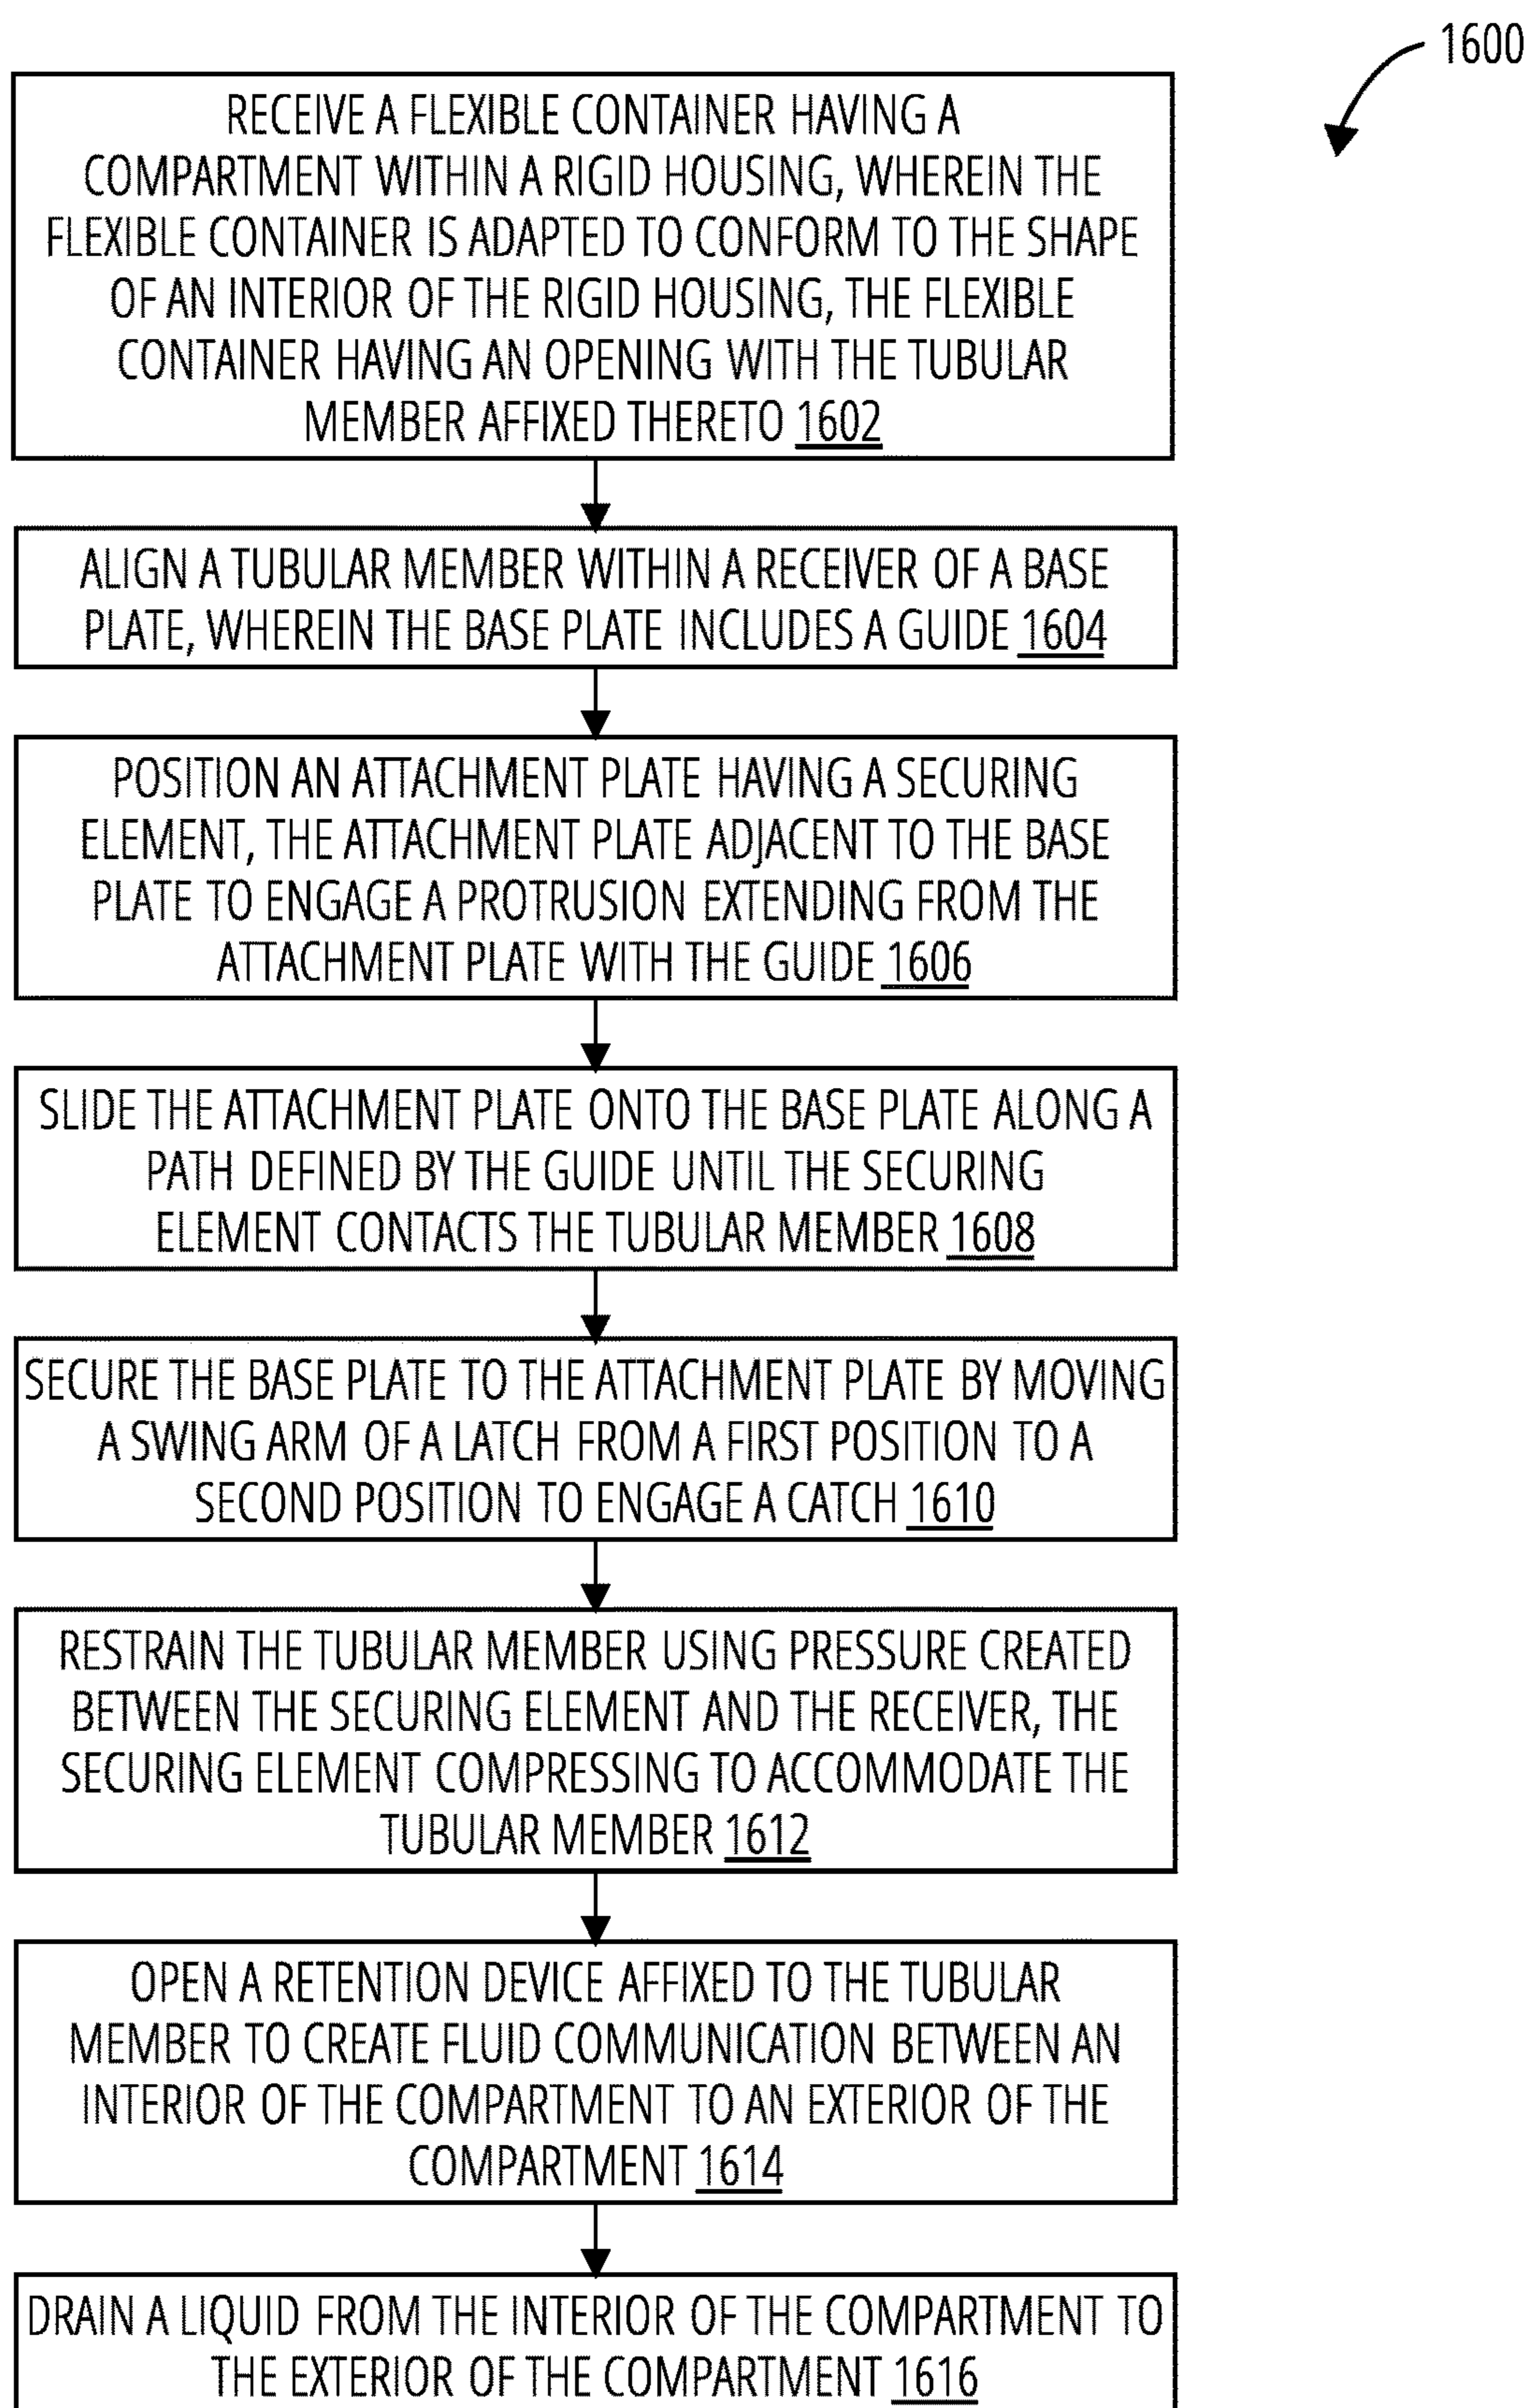 1600
RECEIVE A FLEXIBLE CONTAINER HAVING A
COMPARTMENT WITHIN A RIGID HOUSING, WHEREIN THE
FLEXIBLE CONTAINER IS ADAPTED TO CONFORM TO THE SHAPE
OF AN INTERIOR OF THE RIGID HOUSING, THE FLEXIBLE
CONTAINER HAVING AN OPENING WITH THE TUBULAR
MEMBER AFFIXED THERETO 1602
ALIGN A TUBULAR MEMBER WITHIN A RECEIVER OF A BASE
PLATE, WHEREIN THE BASE PLATE INCLUDES A GUIDE 1604
POSITION AN ATTACHMENT PLATE HAVING A SECURING
ELEMENT, THE ATTACHMENT PLATE ADJACENT TO THE BASE
PLATE TO ENGAGE A PROTRUSION EXTENDING FROM THE
ATTACHMENT PLATE WITH THE GUIDE 1606
SLIDE THE ATTACHMENT PLATE ONTO THE BASE PLATE ALONG A
PATH DEFINED BY THE GUIDE UNTIL THE SECURING
ELEMENT CONTACTS THE TUBULAR MEMBER 1608
SECURE THE BASE PLATE TO THE ATTACHMENT PLATE BY MOVING
A SWING ARM OF A LATCH FROM A FIRST POSITION TO A
SECOND POSITION TO ENGAGE A CATCH 1610
RESTRAIN THE TUBULAR MEMBER USING PRESSURE CREATED
BETWEEN THE SECURING ELEMENT AND THE RECEIVER, THE
SECURING ELEMENT COMPRESSING TO ACCOMMODATE THE
TUBULAR MEMBER 1612
OPEN A RETENTION DEVICE AFFIXED TO THE TUBULAR
MEMBER TO CREATE FLUID COMMUNICATION BETWEEN AN
INTERIOR OF THE COMPARTMENT TO AN EXTERIOR OF THE
COMPARTMENT 1614
DRAIN A LIQUID FROM THE INTERIOR OF THE COMPARTMENT TO
THE EXTERIOR OF THE COMPARTMENT 1616